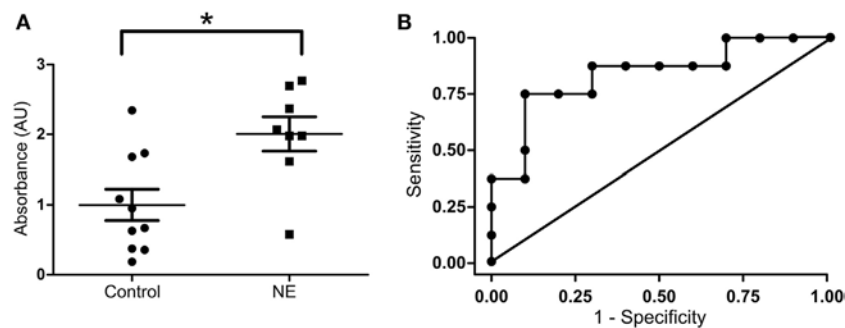 A
*
Absorbance (AU)
3
2
1
0
Control
NE
B
Sensitivity
1.00
0.75
0.50
0.25
0.00
0.00
0.25
0.50
0.75
1.00
1 - Specificity